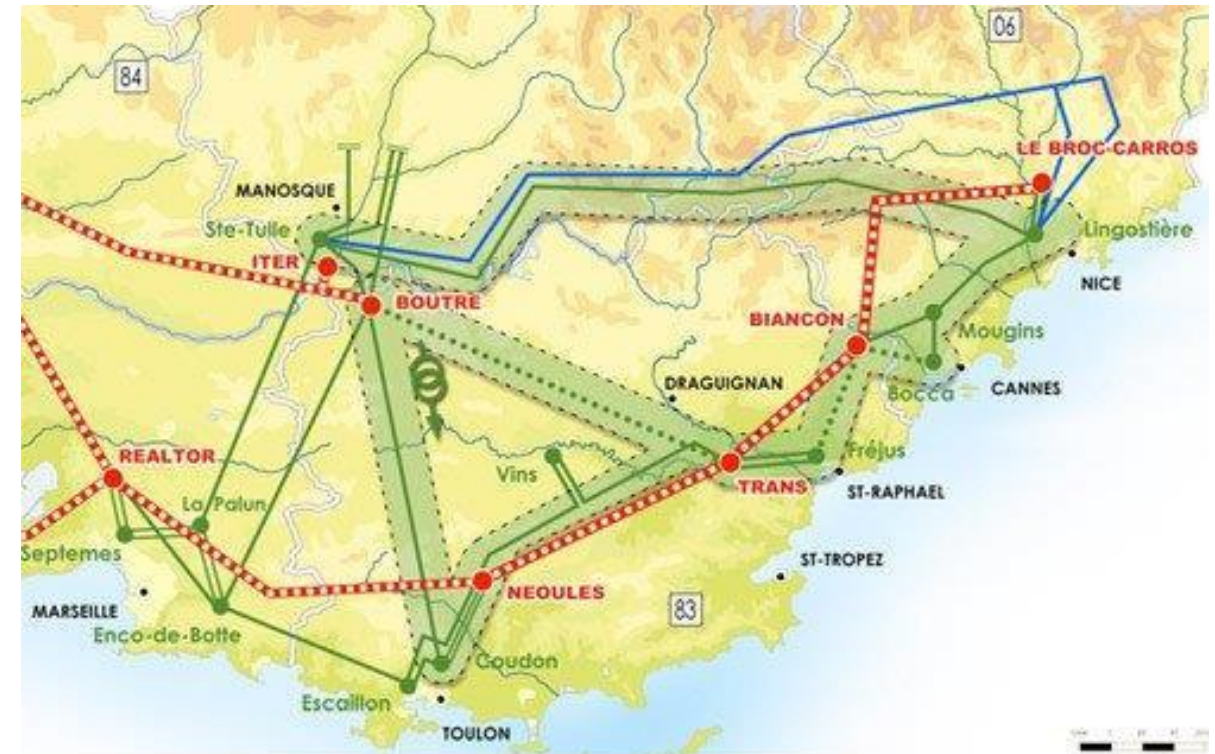 06
84
LE BROC-CARROS
MANOSQUE
Ste-Tulle
Lingostière
ITER
NICE
BOUTRE
BIANCON
Mougins
DRAGUIGNAN
CANNES
Bocca
REALTOR
Vins
Fréjus
TRANS
ST-RAPHAEL
La Palun
Septemes
ST-TROPEZ
NEOULES
MARSEILLE
83
Enco-de-Botte
Coudon
Escaillon
TOULON